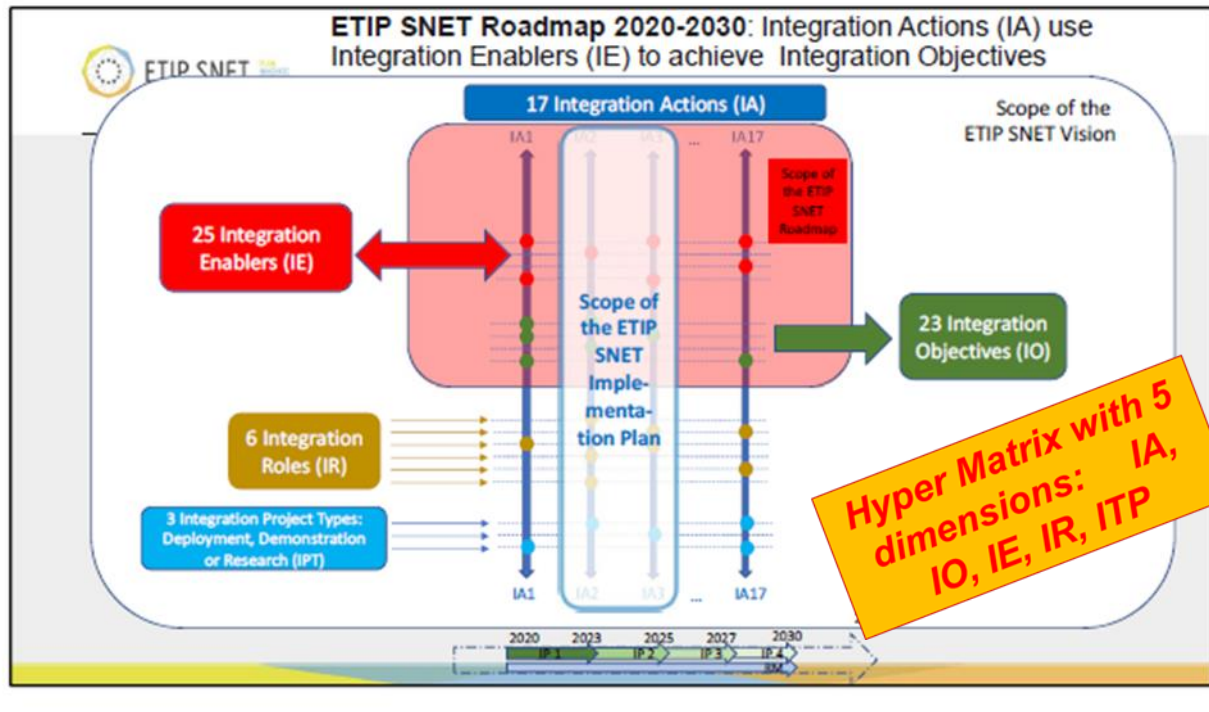 ETIP SNET Roadmap 2020-2030: Integration Actions (IA) use
Integration Enablers (IE) to achieve Integration Objectives
ETIP SNET
17 Integration Actions (IA)
Scope of the
ETIP SNET Vision
IA1 IA2 IA3 ... IA17
Scope of
the ETIP
SNET
Roadmap
25 Integration
Enablers (IE)
Scope of
the ETIP
SNET
Imple-
menta-
tion Plan
23 Integration
Objectives (IO)
6 Integration
Roles (IR)
Hyper Matrix with 5
dimensions: IA,
IO, IE, IR, ITP
3 Integration Project Types:
Deployment, Demonstration
or Research (IPT)
IA1 IA2 IA3 ... IA17
2020 2023 2025 2027 2030
IP 1 IP 2 IP 3 IP 4